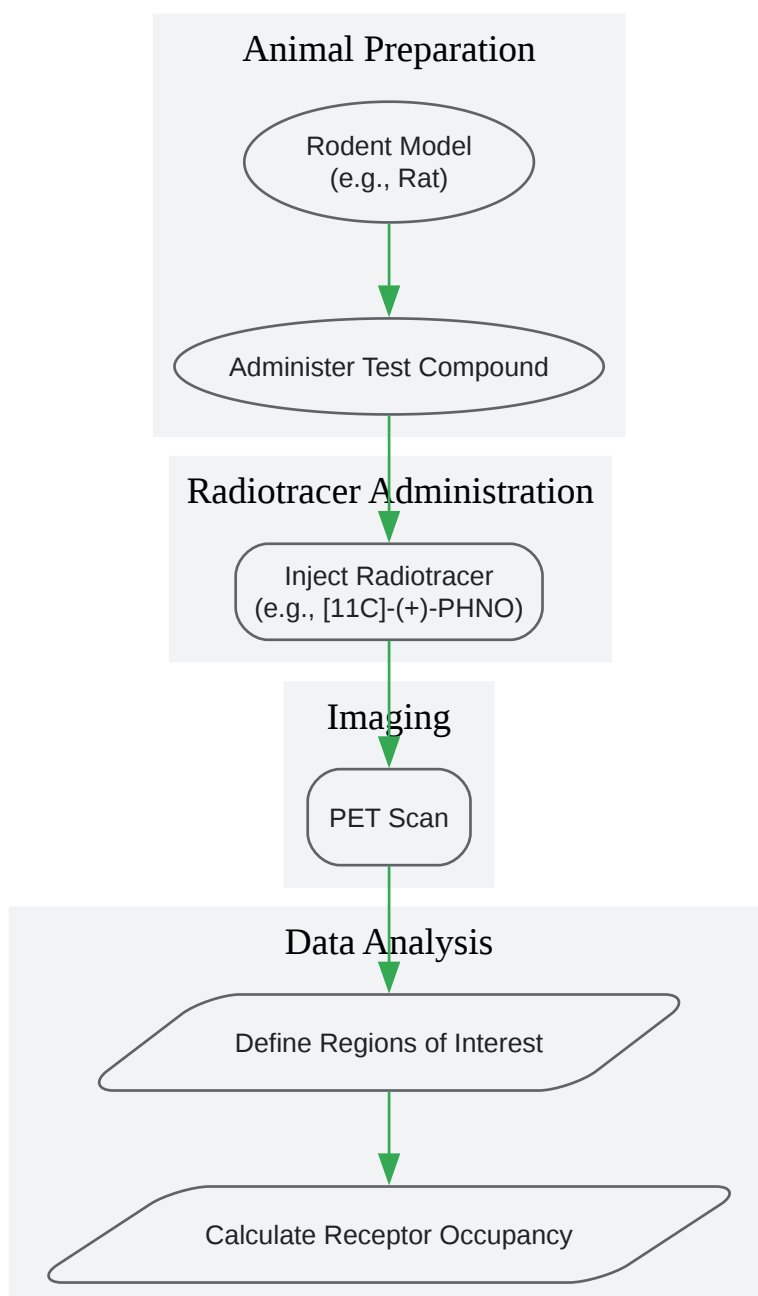 Animal Preparation
Rodent Model
(e.g., Rat)
Administer Test Compound
Radiotracer Administration
Inject Radiotracer
(e.g., [11C]-(+)-PHNO)
Imaging
PET Scan
Data Analysis
Define Regions of Interest
Calculate Receptor Occupancy